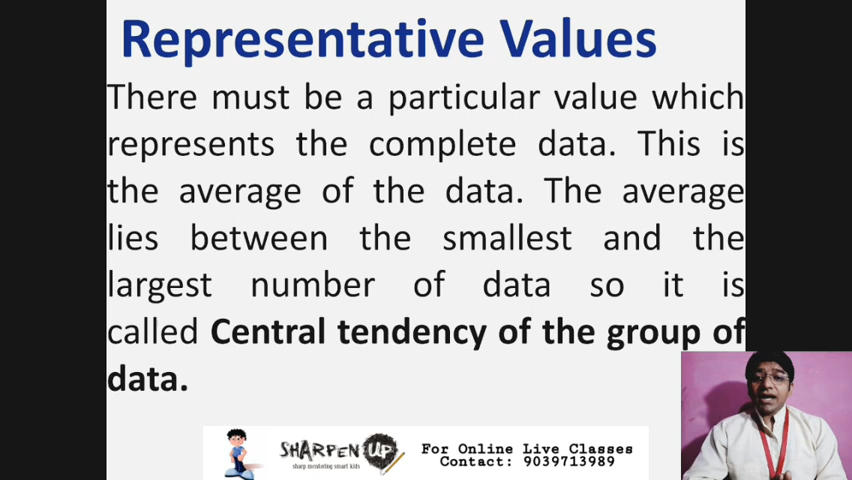 Representative Values
There must be a particular value which
represents the complete data. This is
the average of the data. The average
lies between the smallest and the
largest number of data so it is
called Central tendency of the group of
data.
SHARPEN UP
sharp mentoring smart kids
For Online Live Classes
Contact: 9039713989